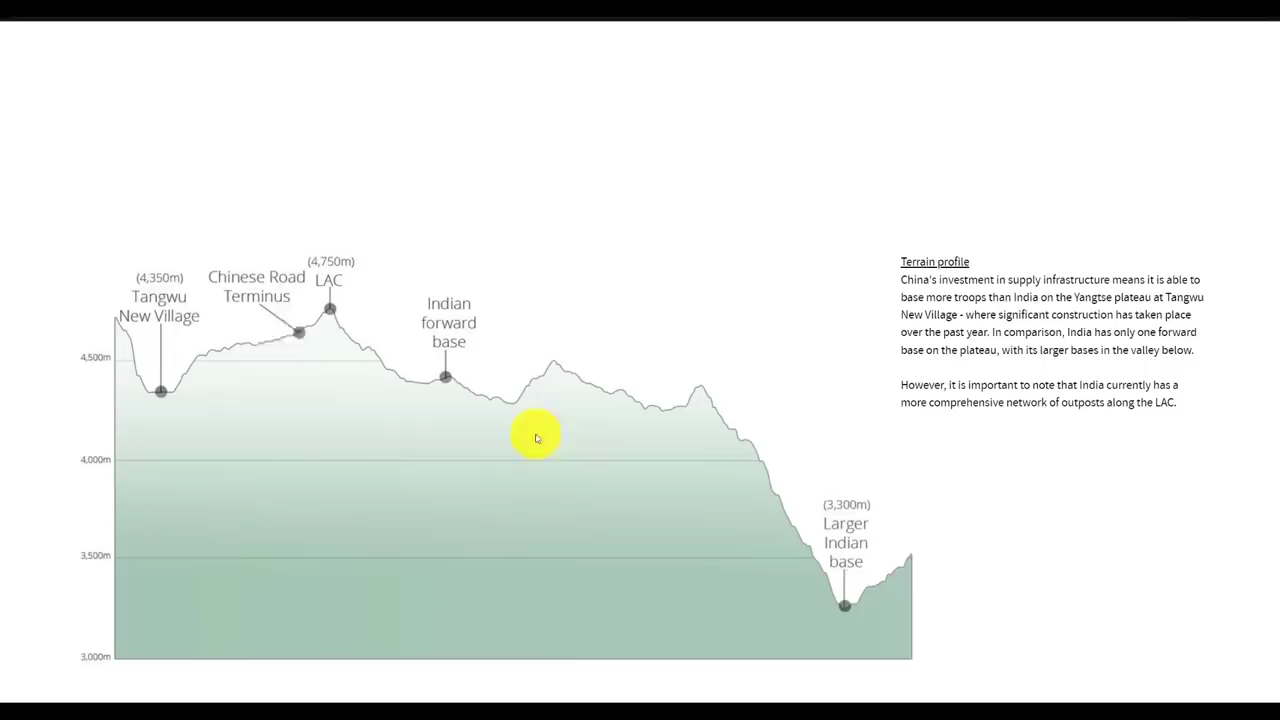 (4,350m)
Tangwu
New Village
Chinese Road
Terminus
(4,750m)
LAC
Indian
forward
base
4,500m
4,000m
3,500m
3,000m
(3,300m)
Larger
Indian
base
Terrain profile
China's investment in supply infrastructure means it is able to
base more troops than India on the Yangtse plateau at Tangwu
New Village - where significant construction has taken place
over the past year. In comparison, India has only one forward
base on the plateau, with its larger bases in the valley below.
However, it is important to note that India currently has a
more comprehensive network of outposts along the LAC.